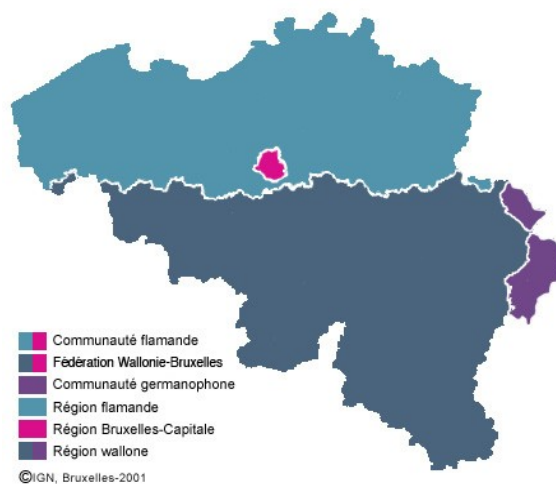 Communauté flamande
Fédération Wallonie-Bruxelles
Communauté germanophone
Région flamande
Région Bruxelles-Capitale
Région wallone
©IGN, Bruxelles-2001